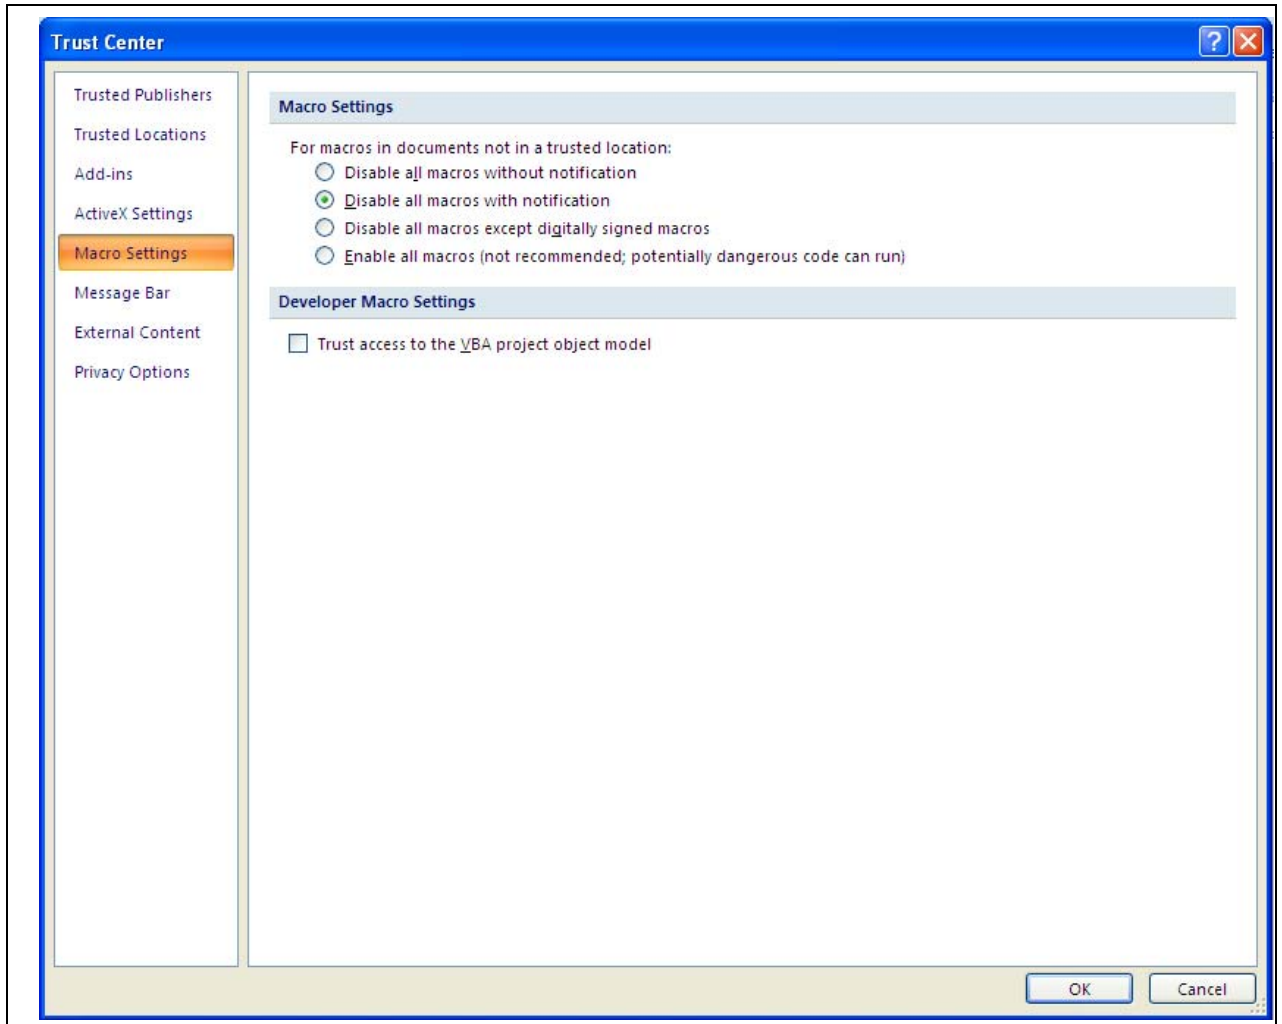 Trust Center
Trusted Publishers
Trusted Locations
Add-ins
ActiveX Settings
Macro Settings
Message Bar
External Content
Privacy Options
Macro Settings
For macros in documents not in a trusted location:
Disable all macros without notification
Disable all macros with notification
Disable all macros except digitally signed macros
Enable all macros (not recommended; potentially dangerous code can run)
Developer Macro Settings
Trust access to the VBA project object model
OK
Cancel